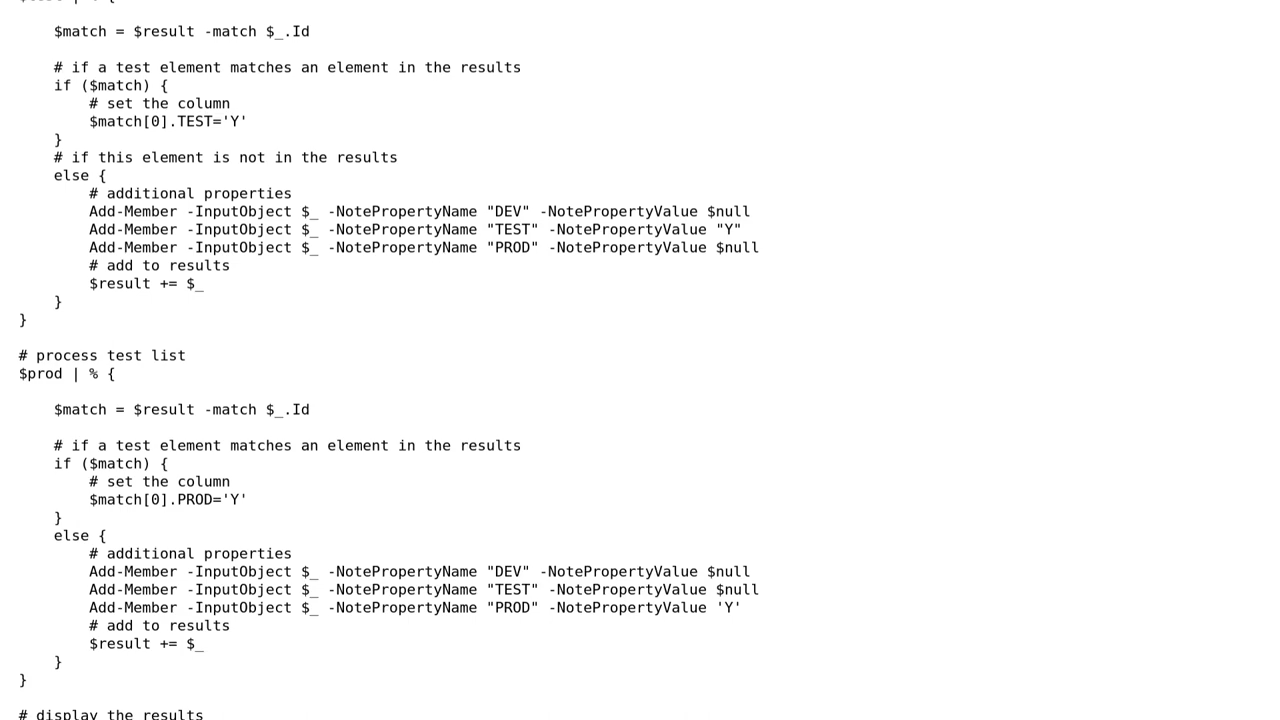 $match = $result -match $_.Id

    # if a test element matches an element in the results
    if ($match) {
        # set the column
        $match[0].TEST='Y'
    }
    # if this element is not in the results
    else {
        # additional properties
        Add-Member -InputObject $_ -NotePropertyName "DEV" -NotePropertyValue $null
        Add-Member -InputObject $_ -NotePropertyName "TEST" -NotePropertyValue "Y"
        Add-Member -InputObject $_ -NotePropertyName "PROD" -NotePropertyValue $null
        # add to results
        $result += $_
    }
}

# process test list
$prod | % {

    $match = $result -match $_.Id

    # if a test element matches an element in the results
    if ($match) {
        # set the column
        $match[0].PROD='Y'
    }
    else {
        # additional properties
        Add-Member -InputObject $_ -NotePropertyName "DEV" -NotePropertyValue $null
        Add-Member -InputObject $_ -NotePropertyName "TEST" -NotePropertyValue $null
        Add-Member -InputObject $_ -NotePropertyName "PROD" -NotePropertyValue 'Y'
        # add to results
        $result += $_
    }
}

# display the results